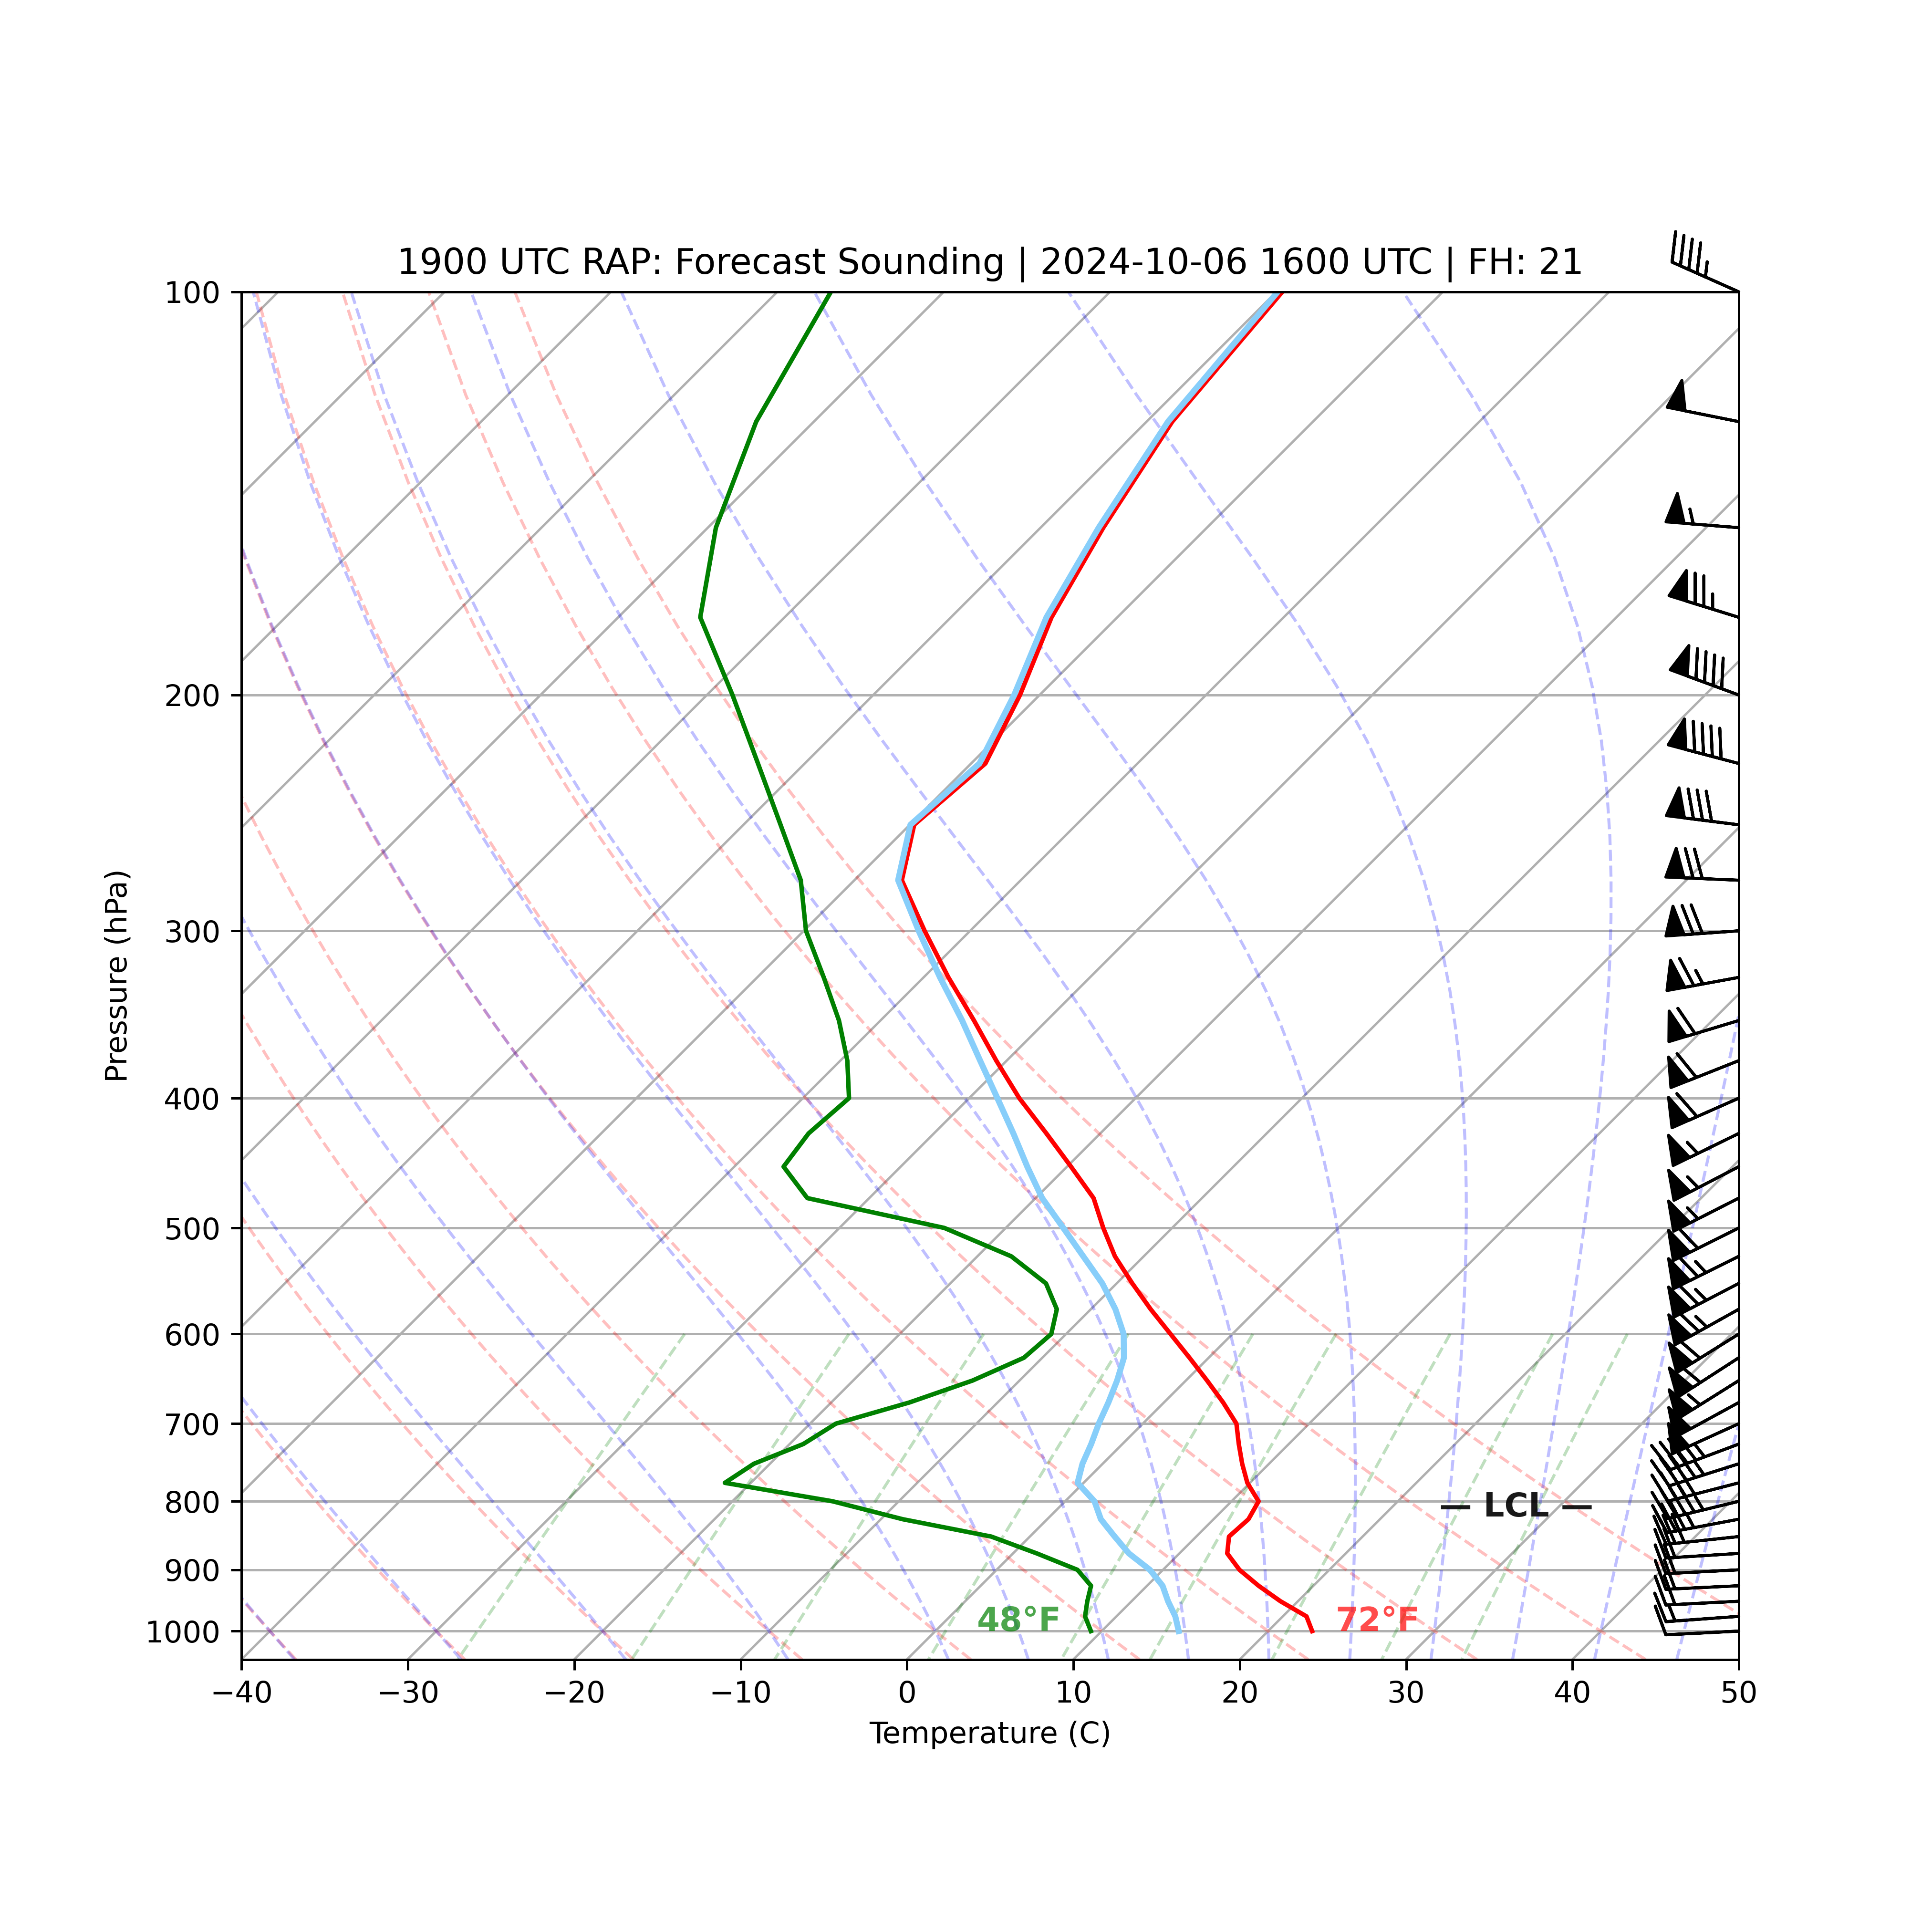 1900 UTC RAP: Forecast Sounding | 2024-10-06 1600 UTC | FH: 21
100
200
300
400
500
600
700
800
900
1000
Pressure (hPa)
— LCL —
48°F
72°F
−40 −30 −20 −10 0 10 20 30 40 50
Temperature (C)